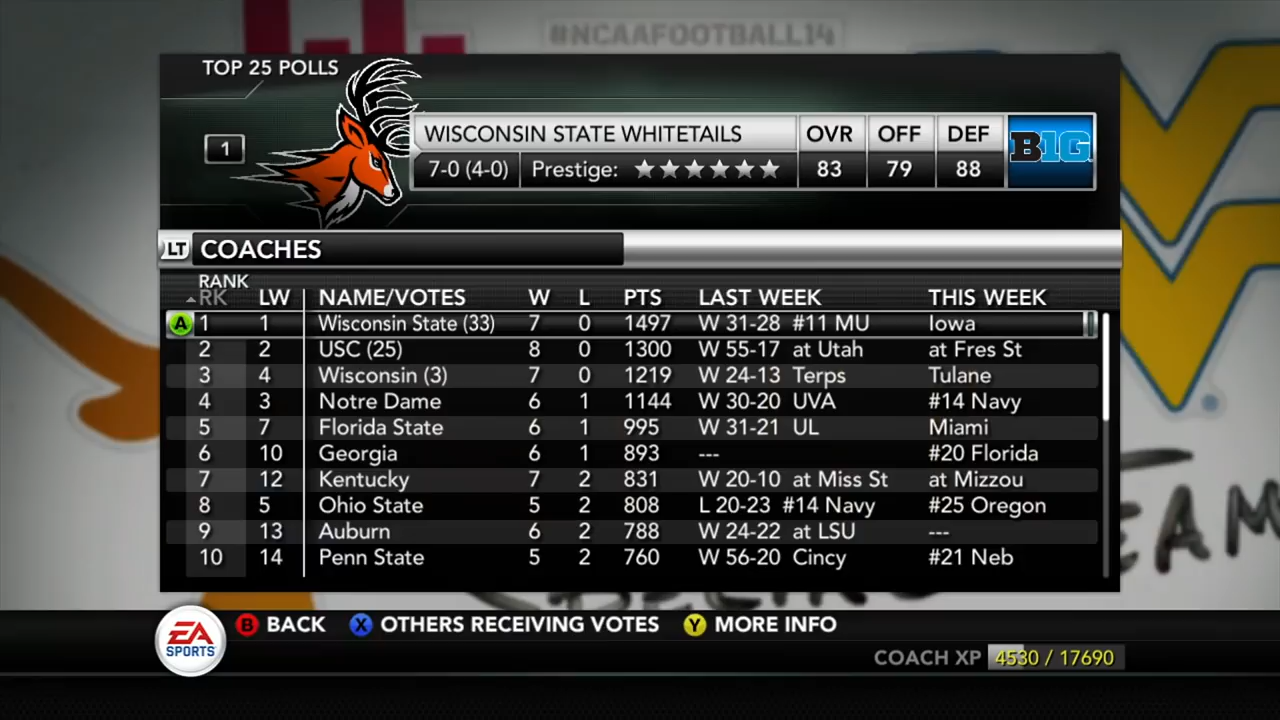 #NCAAFOOTBALL14
TOP 25 POLLS
1
WISCONSIN STATE WHITETAILS OVR OFF DEF B1G
7-0 (4-0) Prestige: ★★★★★★ 83 79 88
LT COACHES
RANK
RK LW NAME/VOTES W L PTS LAST WEEK THIS WEEK
A 1 1 Wisconsin State (33) 7 0 1497 W 31-28 #11 MU Iowa
2 2 USC (25) 8 0 1300 W 55-17 at Utah at Fres St
3 4 Wisconsin (3) 7 0 1219 W 24-13 Terps Tulane
4 3 Notre Dame 6 1 1144 W 30-20 UVA #14 Navy
5 7 Florida State 6 1 995 W 31-21 UL Miami
6 10 Georgia 6 1 893 --- #20 Florida
7 12 Kentucky 7 2 831 W 20-10 at Miss St at Mizzou
8 5 Ohio State 5 2 808 L 20-23 #14 Navy #25 Oregon
9 13 Auburn 6 2 788 W 24-22 at LSU ---
10 14 Penn State 5 2 760 W 56-20 Cincy #21 Neb
EA SPORTS
B BACK X OTHERS RECEIVING VOTES Y MORE INFO
COACH XP 4530 / 17690